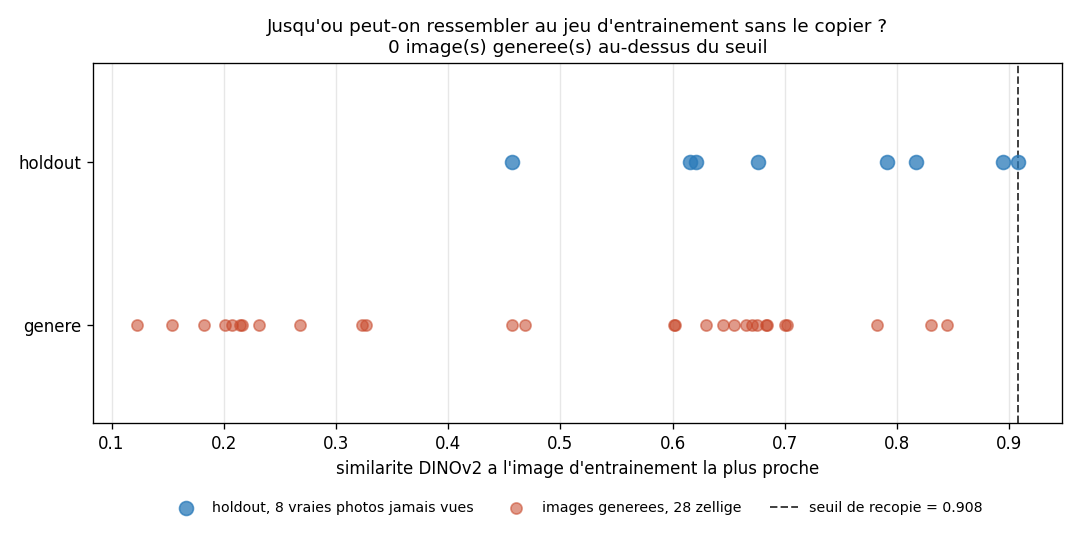 Jusqu'ou peut-on ressembler au jeu d'entrainement sans le copier ?
0 image(s) generee(s) au-dessus du seuil
holdout
genere
0.1 0.2 0.3 0.4 0.5 0.6 0.7 0.8 0.9
similarite DINOv2 a l'image d'entrainement la plus proche
holdout, 8 vraies photos jamais vues images generees, 28 zellige seuil de recopie = 0.908